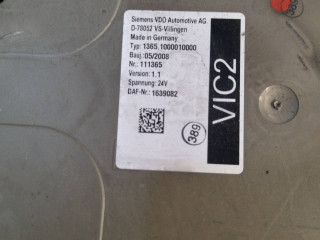 Siemens VDO Automotive AG
D-78052 VS-Villingen
Made in Germany
Typ: 1365.1000010000
Bauj.: 05/2008
Nr.: 111365
Version: 1.1
Spannung: 24V
DAF-Nr.: 1639082
389
VIC2